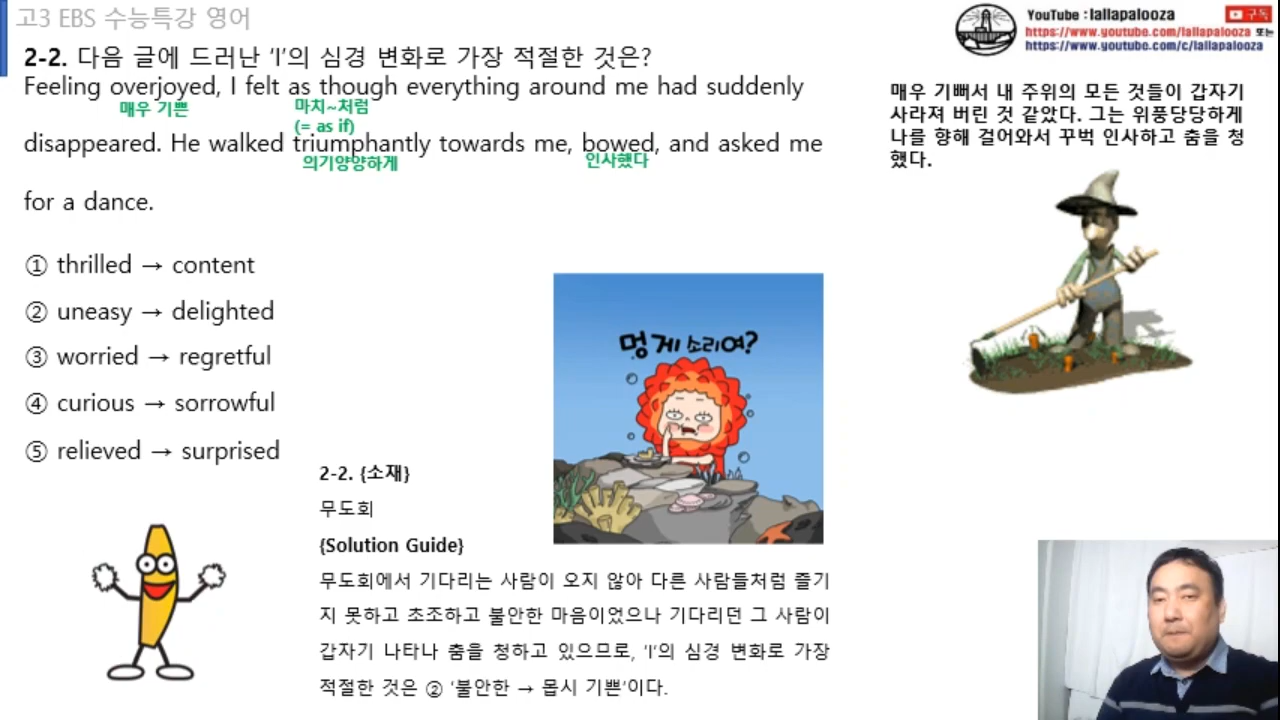 고3 EBS 수능특강 영어
YouTube : lallapalooza
구독
https://www.youtube.com/lallapalooza 또는
https://www.youtube.com/c/lallapalooza
2-2. 다음 글에 드러난 ‘I’의 심경 변화로 가장 적절한 것은?
Feeling overjoyed, I felt as though everything around me had suddenly
매우 기쁜
마치~처럼
(= as if)
disappeared. He walked triumphantly towards me, bowed, and asked me
의기양양하게
인사했다
for a dance.
① thrilled → content
② uneasy → delighted
③ worried → regretful
④ curious → sorrowful
⑤ relieved → surprised
매우 기뻐서 내 주위의 모든 것들이 갑자기
사라져 버린 것 같았다. 그는 위풍당당하게
나를 향해 걸어와서 꾸벅 인사하고 춤을 청
했다.
멍게 소리여?
2-2. {소재}
무도회
{Solution Guide}
무도회에서 기다리는 사람이 오지 않아 다른 사람들처럼 즐기
지 못하고 초조하고 불안한 마음이었으나 기다리던 그 사람이
갑자기 나타나 춤을 청하고 있으므로, ‘I’의 심경 변화로 가장
적절한 것은 ② ‘불안한 → 몹시 기쁜’이다.